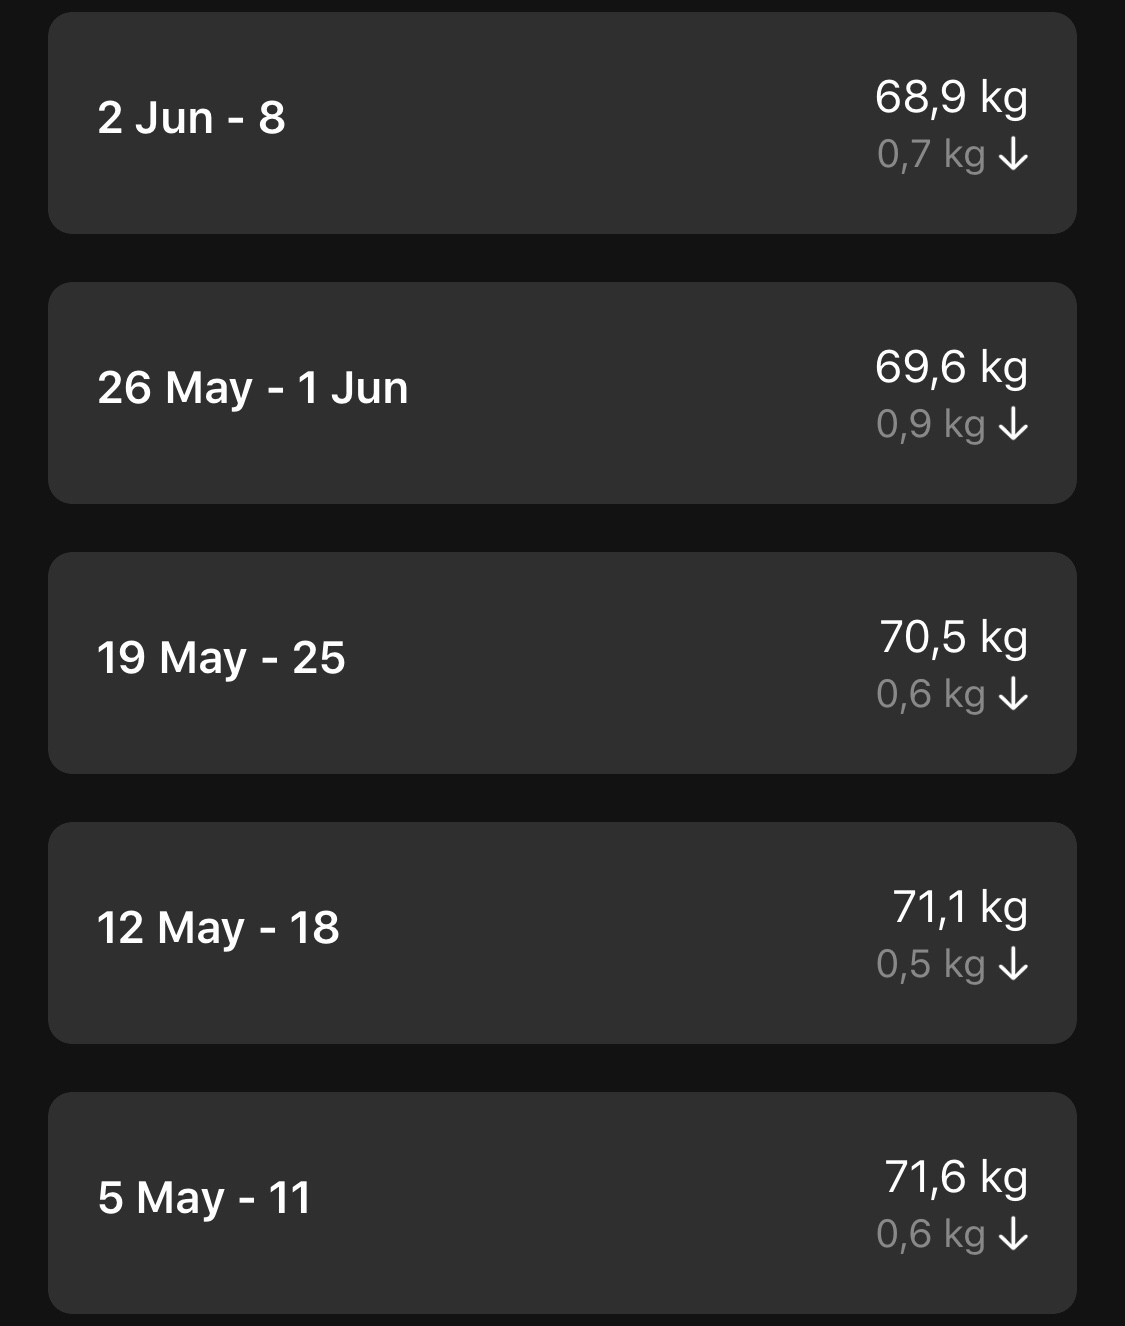 2 Jun - 8
68,9 kg
0,7 kg ↓
26 May - 1 Jun
69,6 kg
0,9 kg ↓
19 May - 25
70,5 kg
0,6 kg ↓
12 May - 18
71,1 kg
0,5 kg ↓
5 May - 11
71,6 kg
0,6 kg ↓